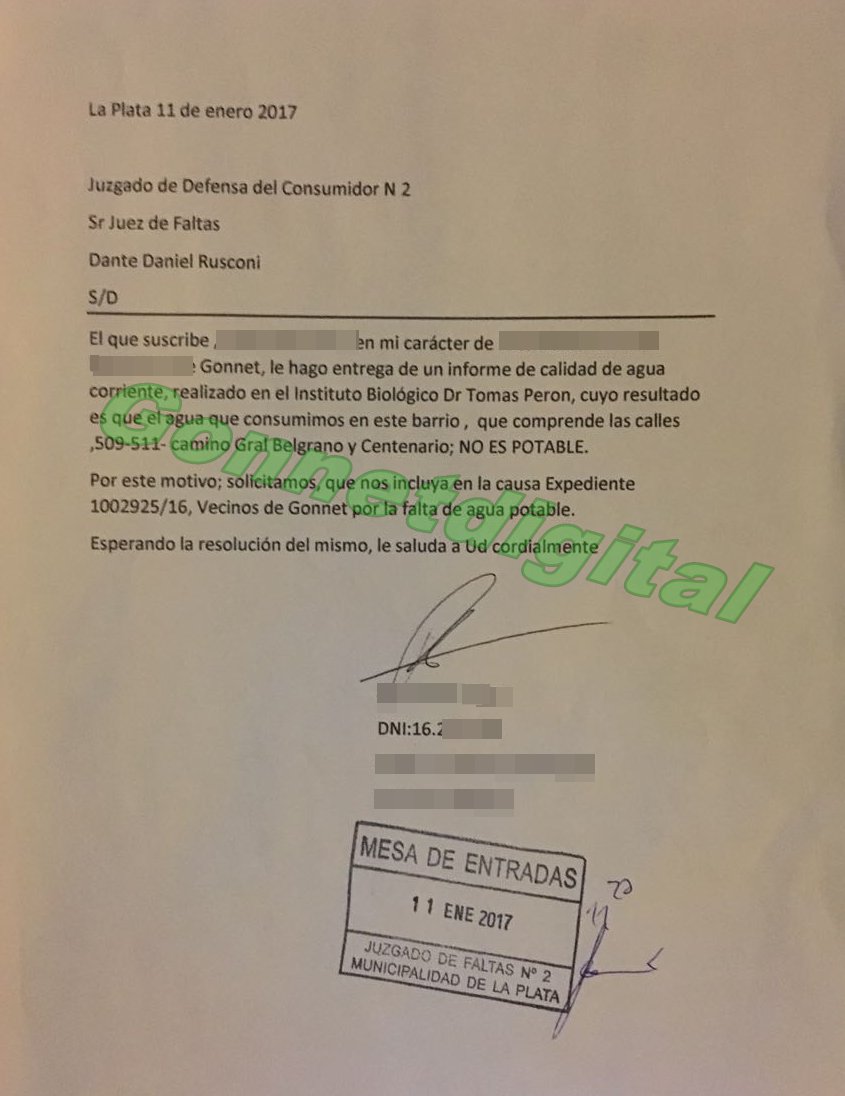 La Plata 11 de enero 2017
Juzgado de Defensa del Consumidor N 2
Sr Juez de Faltas
Dante Daniel Rusconi
S/D
El que suscribe , en mi carácter de
Gonnet, le hago entrega de un informe de calidad de agua
corriente, realizado en el Instituto Biológico Dr Tomas Peron, cuyo resultado
es que el agua que consumimos en este barrio , que comprende las calles
,509-511- camino Gral Belgrano y Centenario; NO ES POTABLE.
Por este motivo; solicitamos, que nos incluya en la causa Expediente
1002925/16, Vecinos de Gonnet por la falta de agua potable.
Esperando la resolución del mismo, le saluda a Ud cordialmente
Gonnetdigital
DNI:16.2
MESA DE ENTRADAS
11 ENE 2017
JUZGADO DE FALTAS Nº 2
MUNICIPALIDAD DE LA PLATA